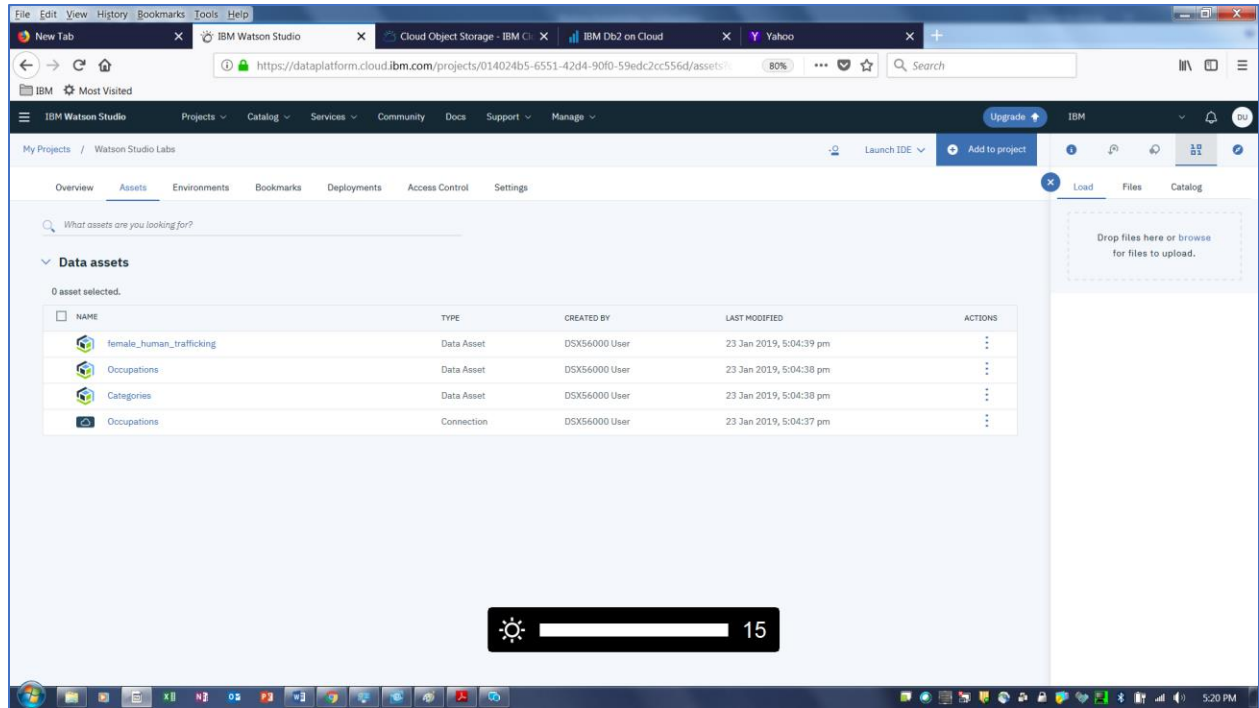 File Edit View History Bookmarks Tools Help
New Tab IBM Watson Studio Cloud Object Storage - IBM Cl IBM Db2 on Cloud Yahoo
https://dataplatform.cloud.ibm.com/projects/014024b5-6551-42d4-90f0-59edc2cc556d/assets 80% Search
IBM Most Visited
IBM Watson Studio Projects Catalog Services Community Docs Support Manage Upgrade IBM DU
My Projects / Watson Studio Labs Launch IDE Add to project
Overview Assets Environments Bookmarks Deployments Access Control Settings Load Files Catalog
What assets are you looking for?
Drop files here or browse
for files to upload.
Data assets
0 asset selected.
NAME TYPE CREATED BY LAST MODIFIED ACTIONS
female_human_trafficking Data Asset DSX56000 User 23 Jan 2019, 5:04:39 pm
Occupations Data Asset DSX56000 User 23 Jan 2019, 5:04:38 pm
Categories Data Asset DSX56000 User 23 Jan 2019, 5:04:38 pm
Occupations Connection DSX56000 User 23 Jan 2019, 5:04:37 pm
15
5:20 PM